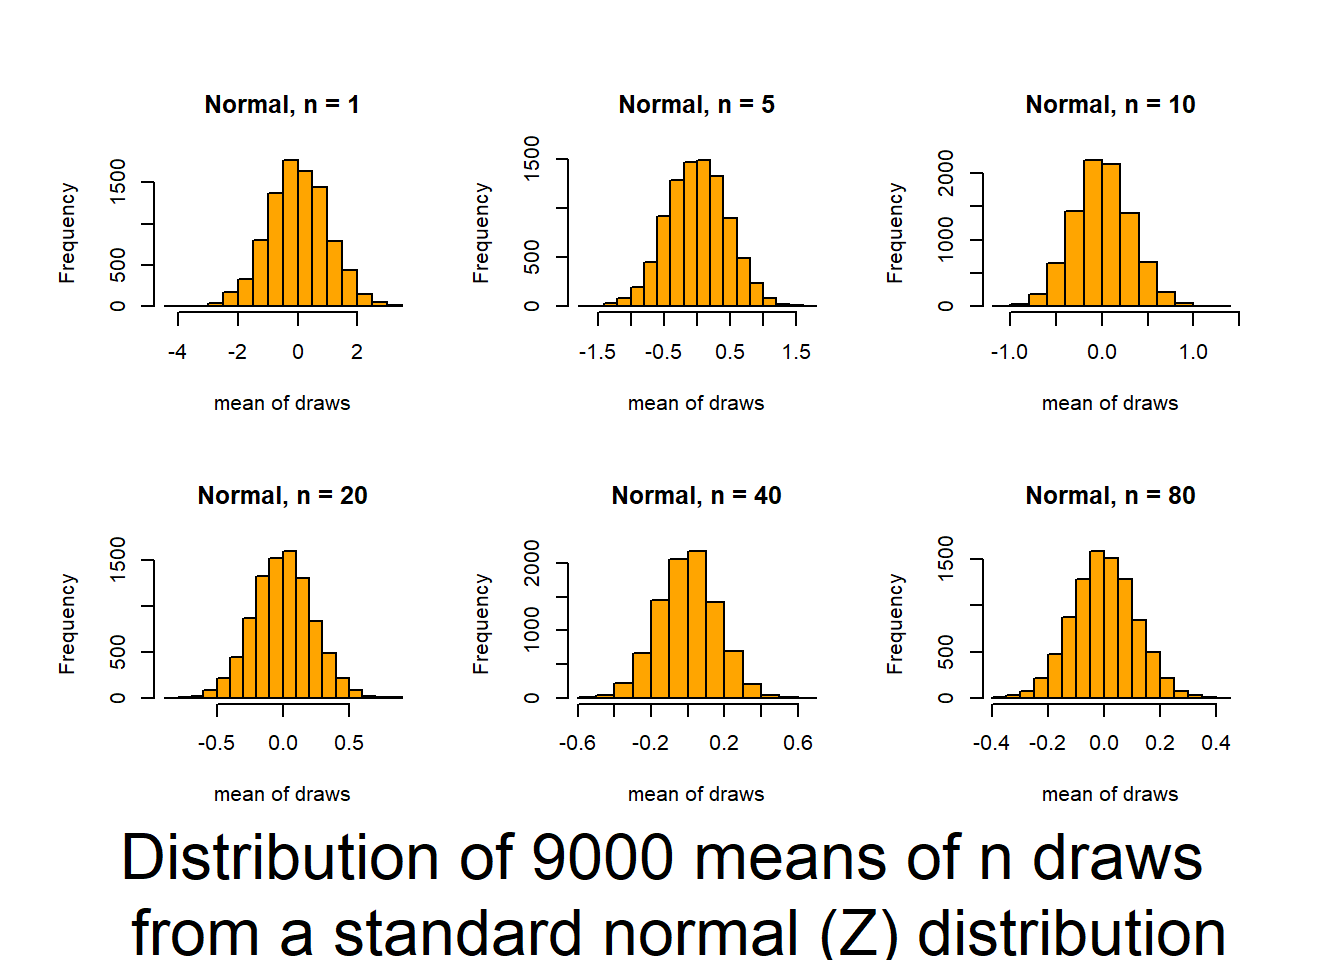 Normal, n = 1
Frequency
0 500 1500
-4 -2 0 2
mean of draws
Normal, n = 5
Frequency
0 500 1500
-1.5 -0.5 0.5 1.5
mean of draws
Normal, n = 10
Frequency
0 1000 2000
-1.0 0.0 1.0
mean of draws
Normal, n = 20
Frequency
0 500 1500
-0.5 0.0 0.5
mean of draws
Normal, n = 40
Frequency
0 1000 2000
-0.6 -0.2 0.2 0.6
mean of draws
Normal, n = 80
Frequency
0 500 1500
-0.4 -0.2 0.0 0.2 0.4
mean of draws
Distribution of 9000 means of n draws
from a standard normal (Z) distribution